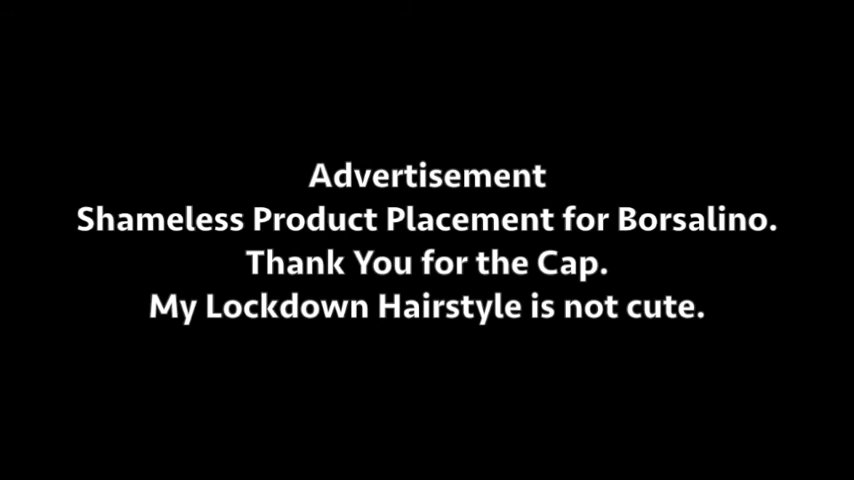 Advertisement
Shameless Product Placement for Borsalino.
Thank You for the Cap.
My Lockdown Hairstyle is not cute.